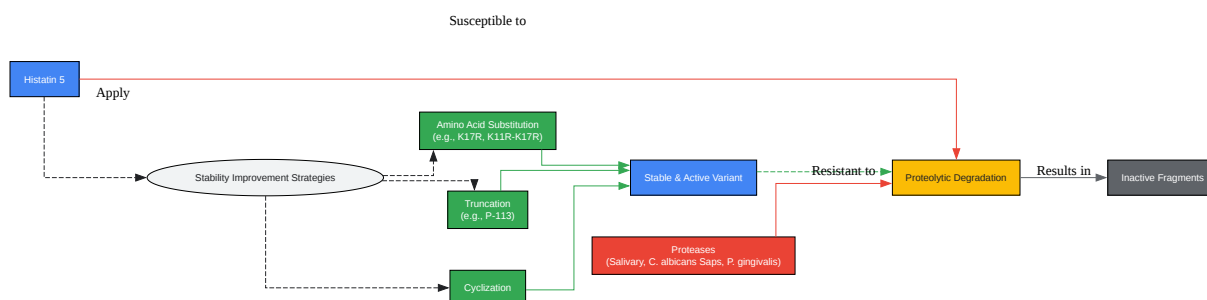 Susceptible to
Histatin 5
Apply
Amino Acid Substitution
(e.g., K17R, K11R-K17R)
Stability Improvement Strategies
Stable & Active Variant
Resistant to
Proteolytic Degradation
Results in
Inactive Fragments
Truncation
(e.g., P-113)
Proteases
(Salivary, C. albicans Saps, P. gingivalis)
Cyclization